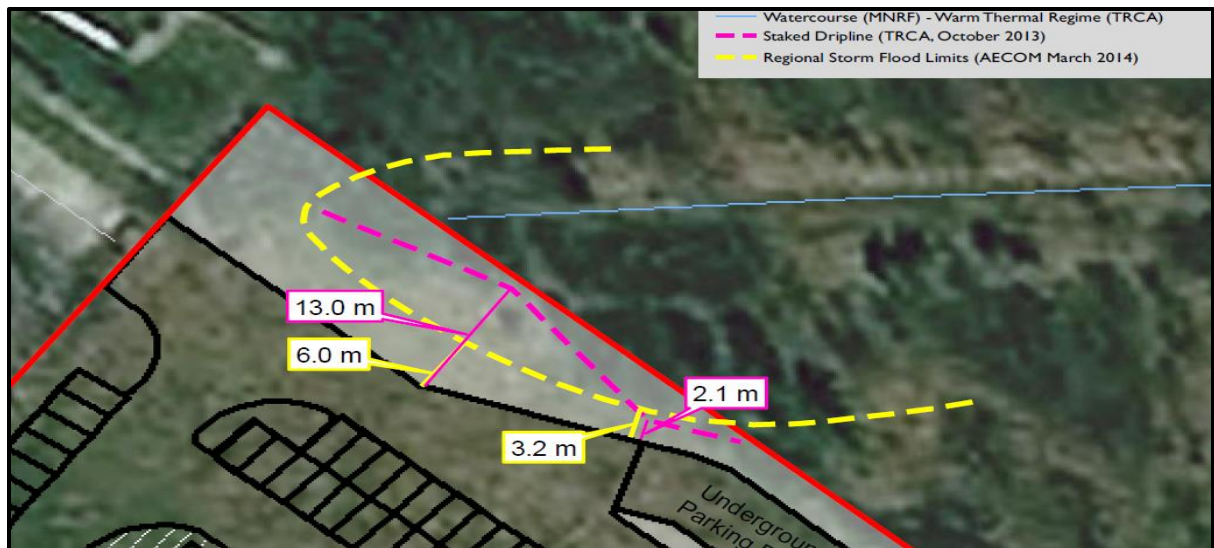 Watercourse (MNRF) - Warm Thermal Regime (TRCA)
Staked Dripline (TRCA, October 2013)
Regional Storm Flood Limits (AECOM March 2014)
13.0 m
6.0 m
2.1 m
3.2 m
Underground
Parking